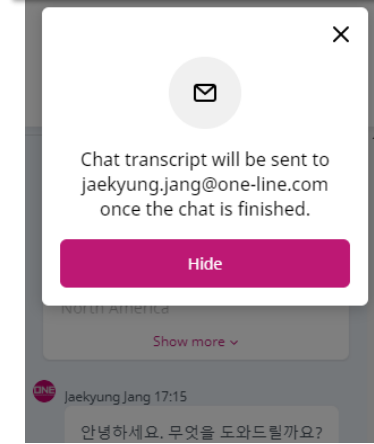 Chat transcript will be sent to
jaekyung.jang@one-line.com
once the chat is finished.
Hide
North America
Show more
ONE
Jaekyung Jang 17:15
안녕하세요. 무엇을 도와드릴까요?